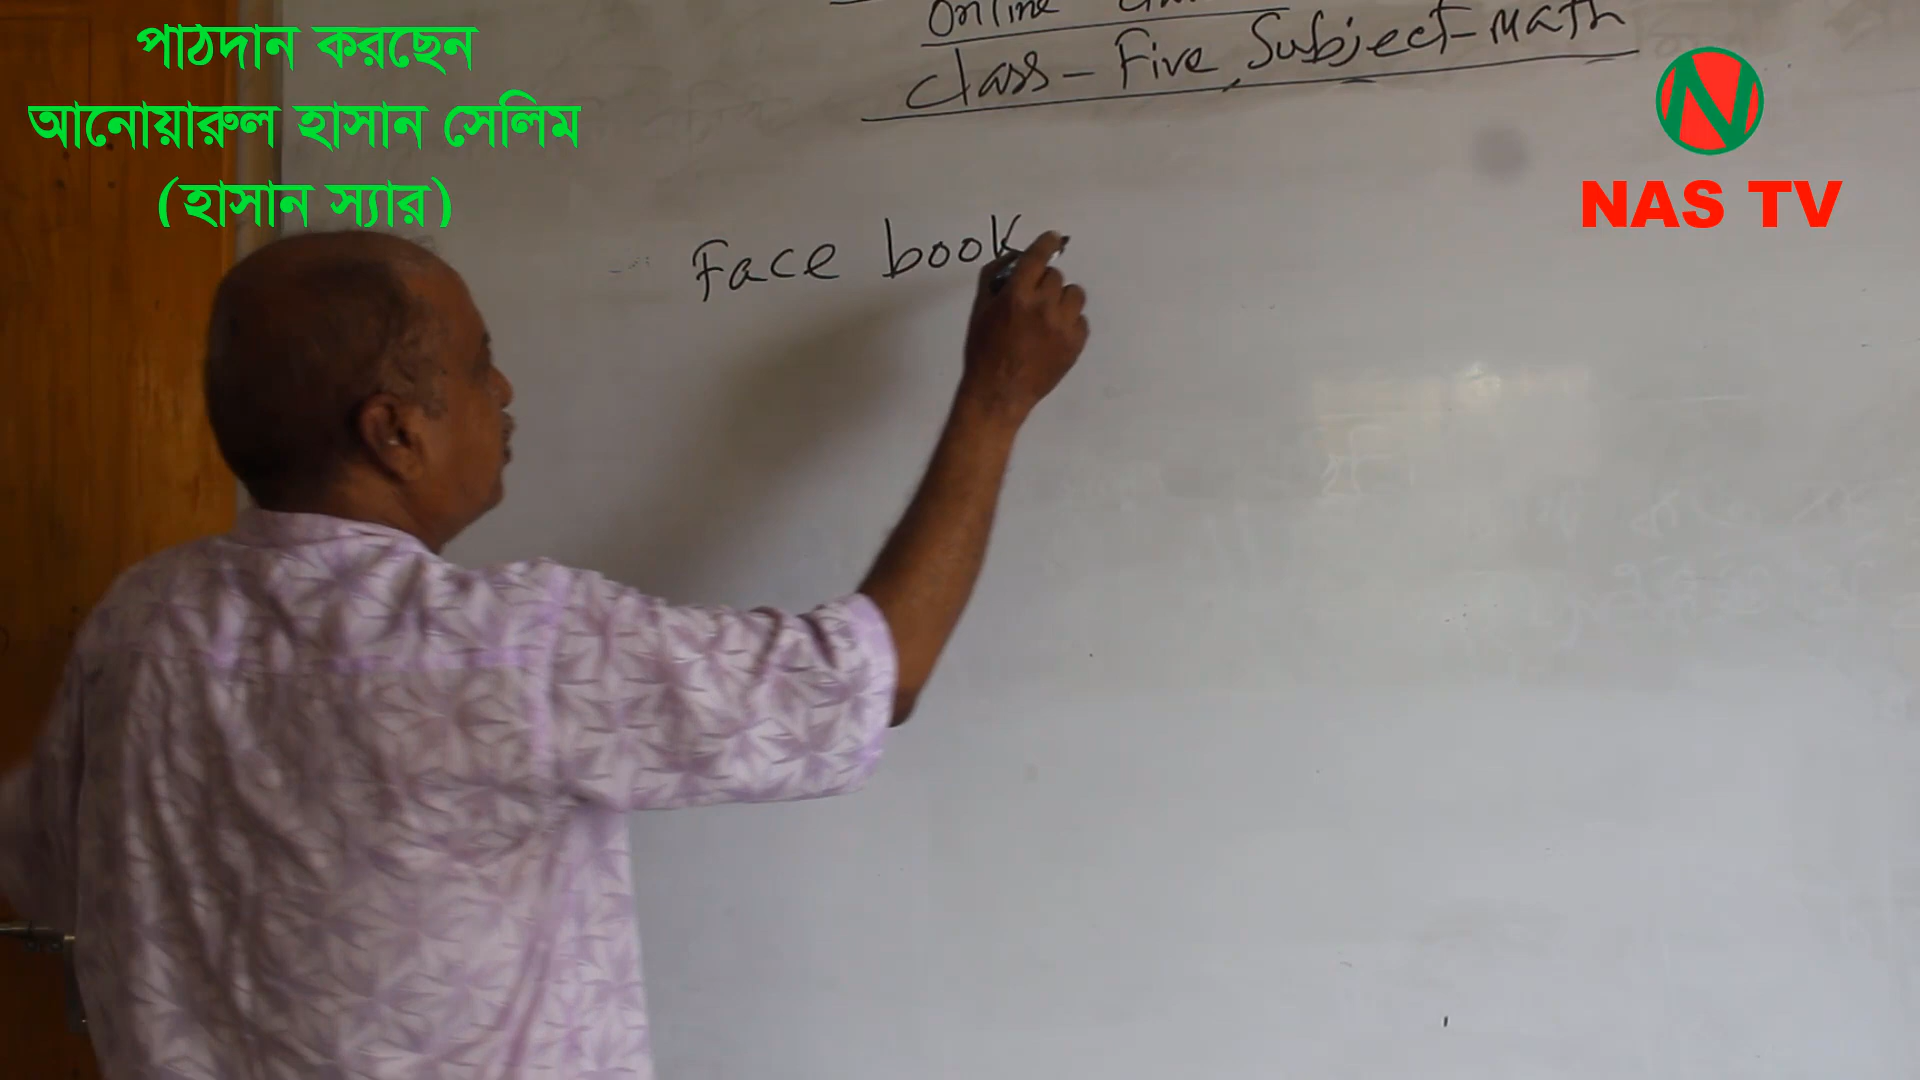 পাঠদান করছেন
আনোয়ারুল হাসান সেলিম
(হাসান স্যার)
Online
Class - Five, Subject - Math
NAS TV
Face book